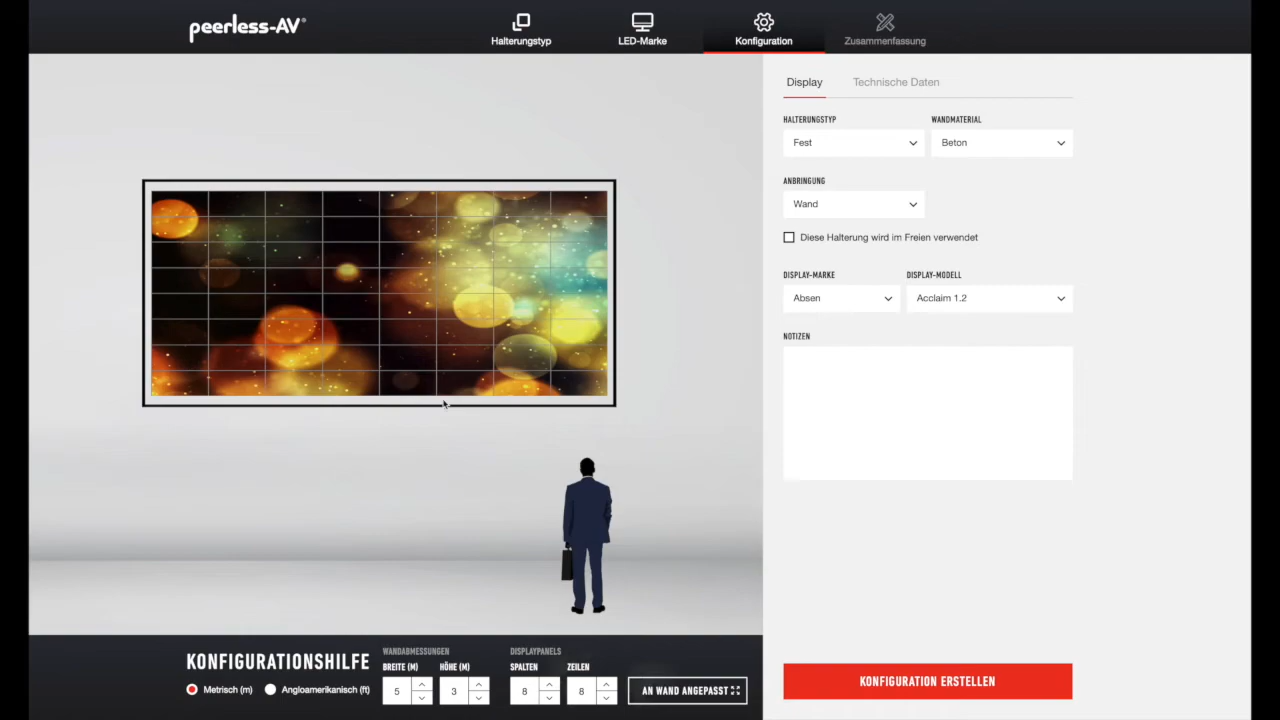 peerless-AV®
Halterungstyp
LED-Marke
Konfiguration
Zusammenfassung
Display
Technische Daten
HALTERUNGSTYP
WANDMATERIAL
Fest
Beton
ANBRINGUNG
Wand
Diese Halterung wird im Freien verwendet
DISPLAY-MARKE
DISPLAY-MODELL
Absen
Acclaim 1.2
NOTIZEN
KONFIGURATIONSHILFE
Metrisch (m)
Angloamerikanisch (ft)
WANDABMESSUNGEN
BREITE (M)
HÖHE (M)
5
3
DISPLAYPANELS
SPALTEN
ZEILEN
8
8
AN WAND ANGEPASST
KONFIGURATION ERSTELLEN